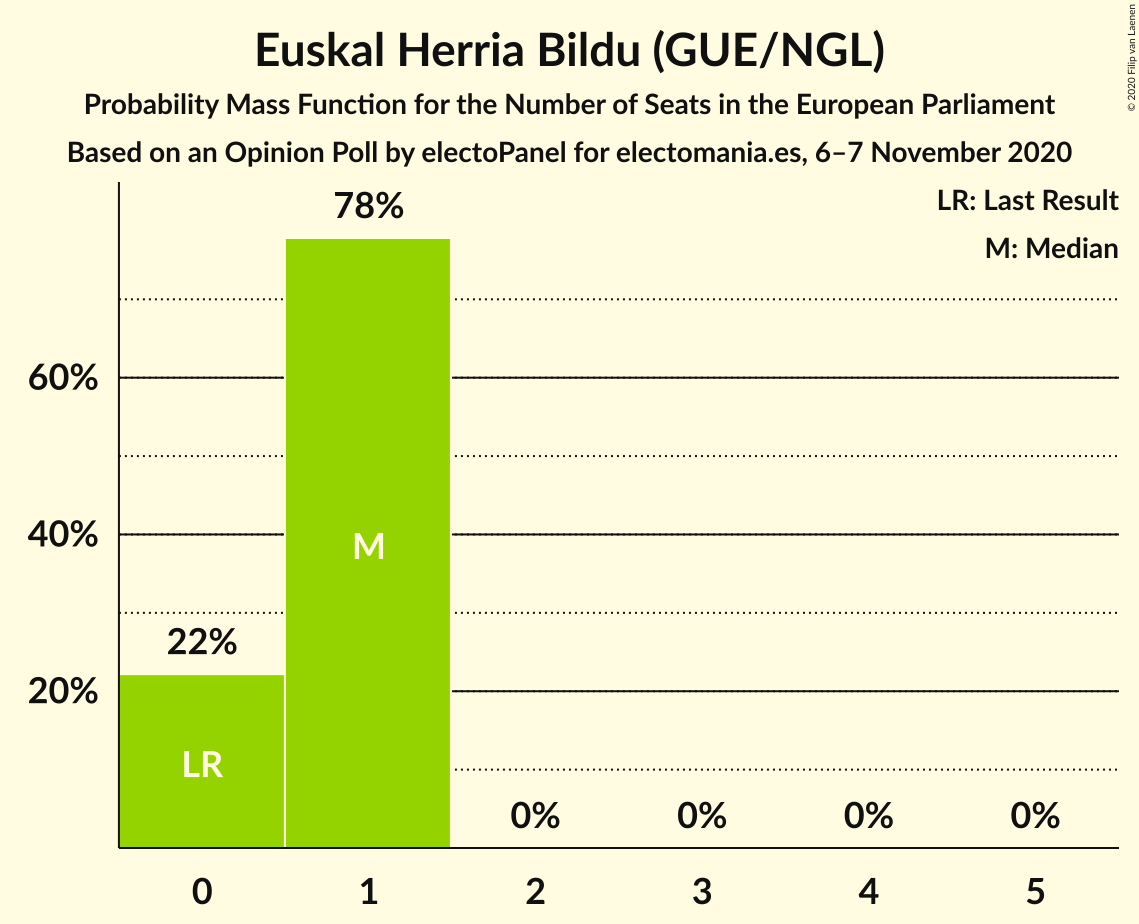 Euskal Herria Bildu (GUE/NGL)
Probability Mass Function for the Number of Seats in the European Parliament
Based on an Opinion Poll by electoPanel for electomania.es, 6–7 November 2020
© 2020 Filip van Laenen
LR: Last Result
M: Median
78%
60%
40%
M
22%
20%
LR
0% 0% 0% 0%
0 1 2 3 4 5